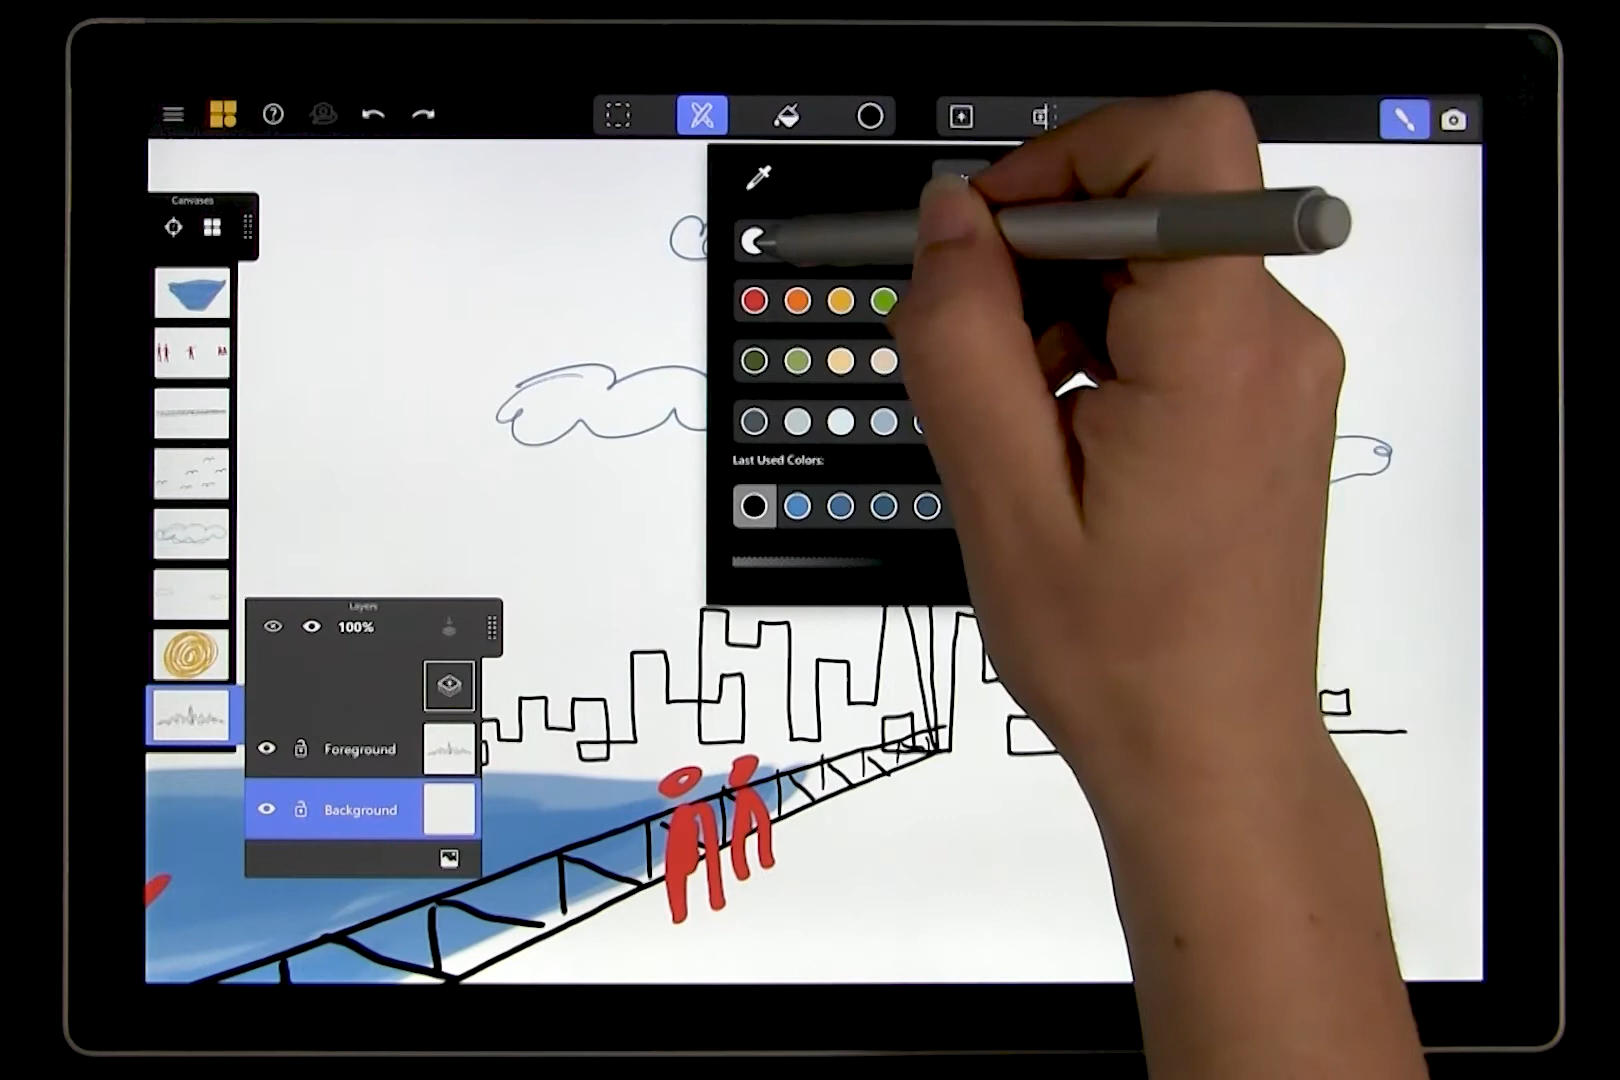 Canvases
Last Used Colors:
Layers
100%
Foreground
Background